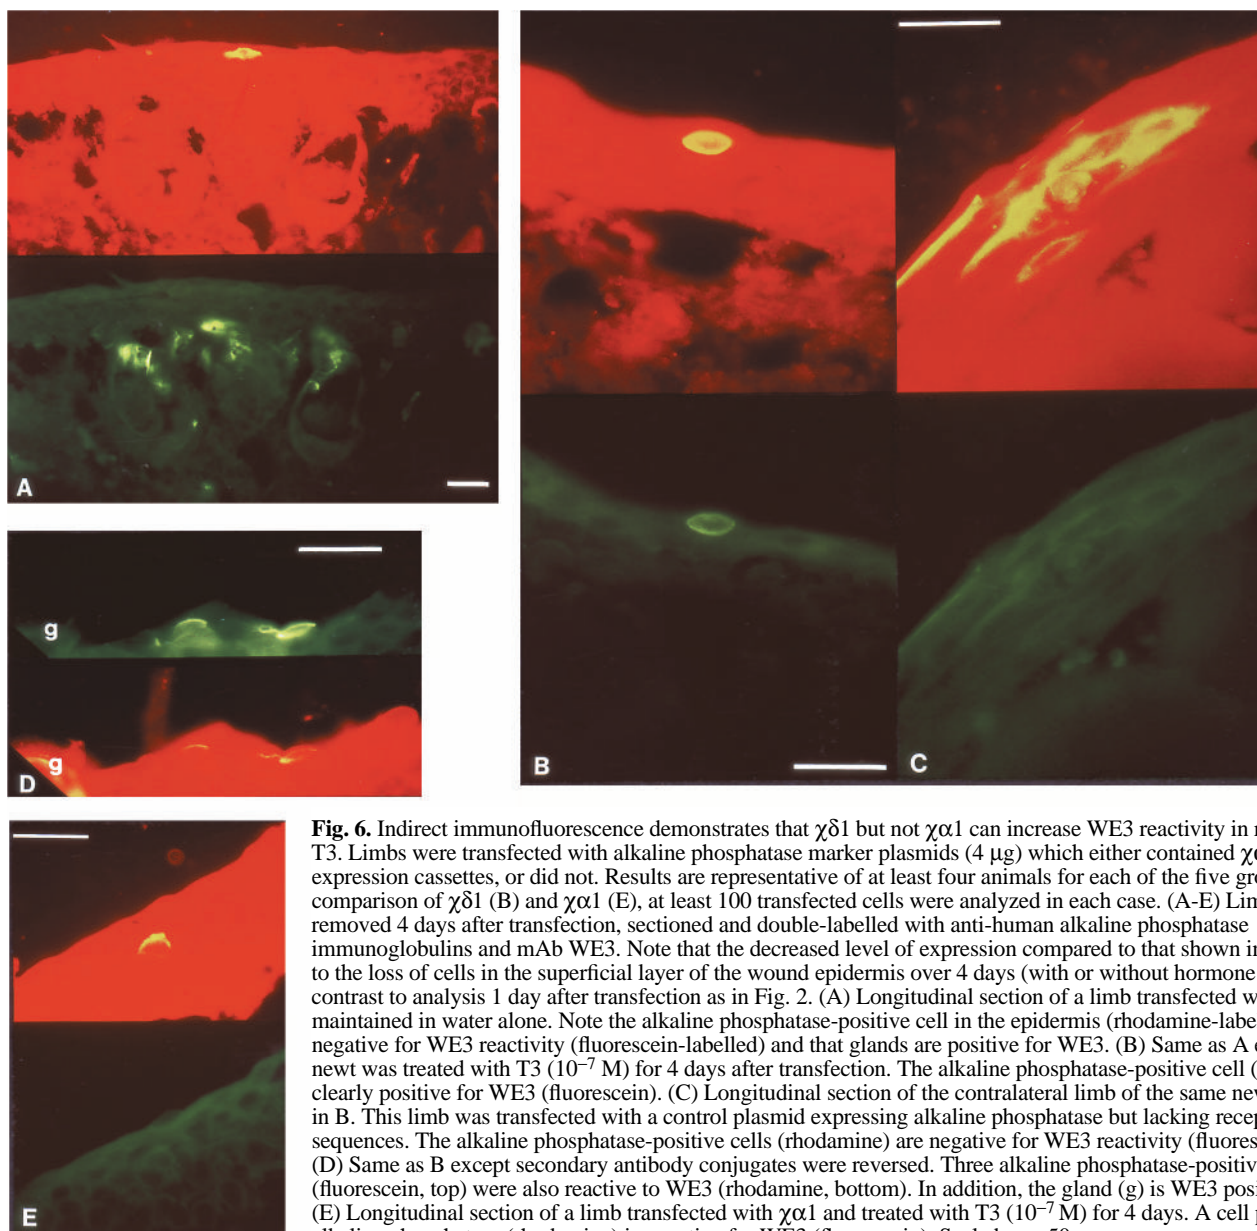 A
B
C
g
g
D
E
Fig. 6. Indirect immunofluorescence demonstrates that χδ1 but not χα1 can increase WE3 reactivity in
T3. Limbs were transfected with alkaline phosphatase marker plasmids (4 μg) which either contained
expression cassettes, or did not. Results are representative of at least four animals for each of the five
comparison of χδ1 (B) and χα1 (E), at least 100 transfected cells were analyzed in each case. (A-E)
removed 4 days after transfection, sectioned and double-labelled with anti-human alkaline phosphatase
immunoglobulins and mAb WE3. Note that the decreased level of expression compared to that shown
to the loss of cells in the superficial layer of the wound epidermis over 4 days (with or without hormone
contrast to analysis 1 day after transfection as in Fig. 2. (A) Longitudinal section of a limb transfected
maintained in water alone. Note the alkaline phosphatase-positive cell in the epidermis
negative for WE3 reactivity (fluorescein-labelled) and that glands are positive for WE3. (B) Same as A
newt was treated with T3 (10⁻⁷ M) for 4 days after transfection. The alkaline phosphatase-positive cell
clearly positive for WE3 (fluorescein). (C) Longitudinal section of the contralateral limb of the same
in B. This limb was transfected with a control plasmid expressing alkaline phosphatase but lacking
sequences. The alkaline phosphatase-positive cells (rhodamine) are negative for WE3 reactivity
(D) Same as B except secondary antibody conjugates were reversed. Three alkaline phosphatase-positive
(fluorescein, top) were also reactive to WE3 (rhodamine, bottom). In addition, the gland (g) is WE3
(E) Longitudinal section of a limb transfected with χα1 and treated with T3 (10⁻⁷ M) for 4 days. A cell